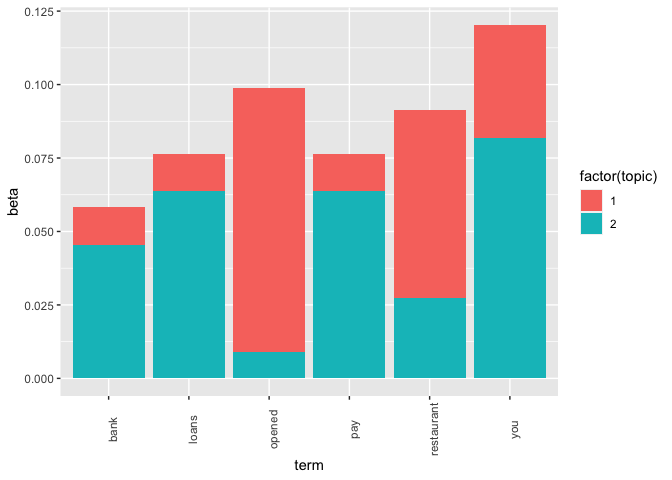 0.125
0.100
0.075
0.050
0.025
0.000
beta
bank
loans
opened
pay
restaurant
you
term
factor(topic)
1
2